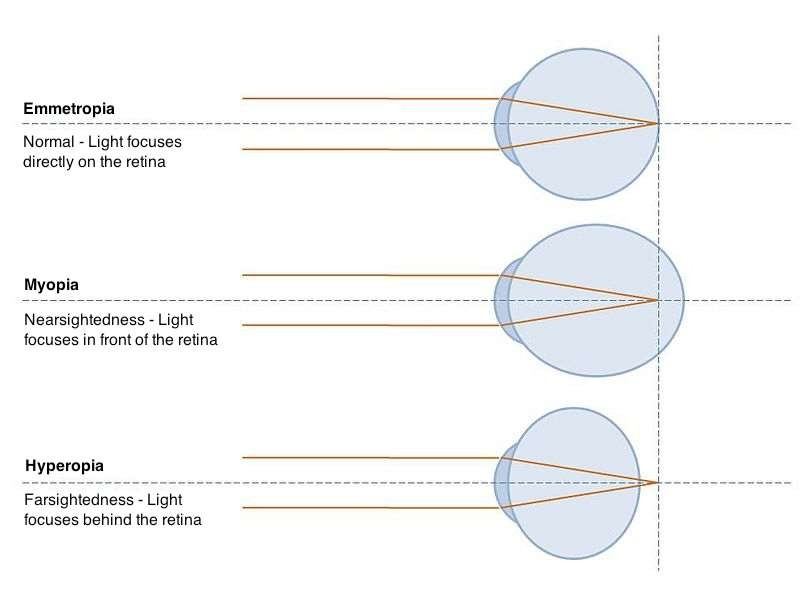 Emmetropia
Normal - Light focuses
directly on the retina
Myopia
Nearsightedness - Light
focuses in front of the retina
Hyperopia
Farsightedness - Light
focuses behind the retina